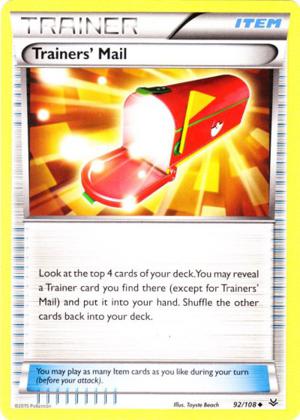 TRAINER
ITEM
Trainers' Mail
Look at the top 4 cards of your deck.You may reveal
a Trainer card you find there (except for Trainers'
Mail) and put it into your hand. Shuffle the other
cards back into your deck.
You may play as many Item cards as you like during your turn
(before your attack).
©2015 Pokémon
Illus. Toyste Beach
92/108